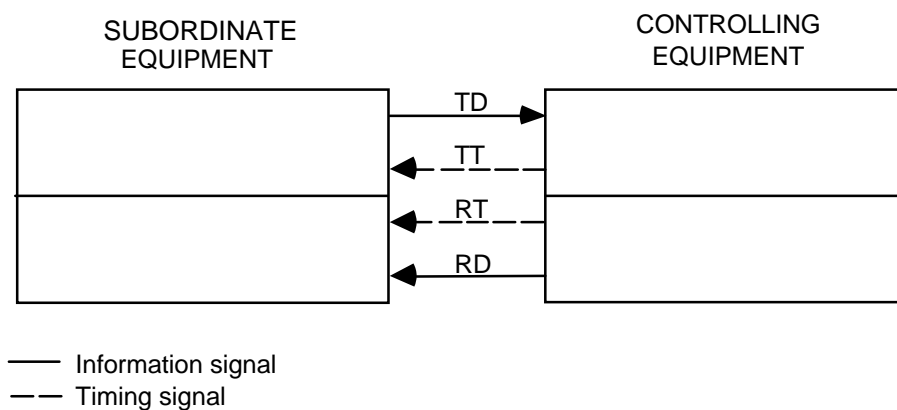 SUBORDINATE
EQUIPMENT
CONTROLLING
EQUIPMENT
TD
TT
RT
RD
Information signal
Timing signal